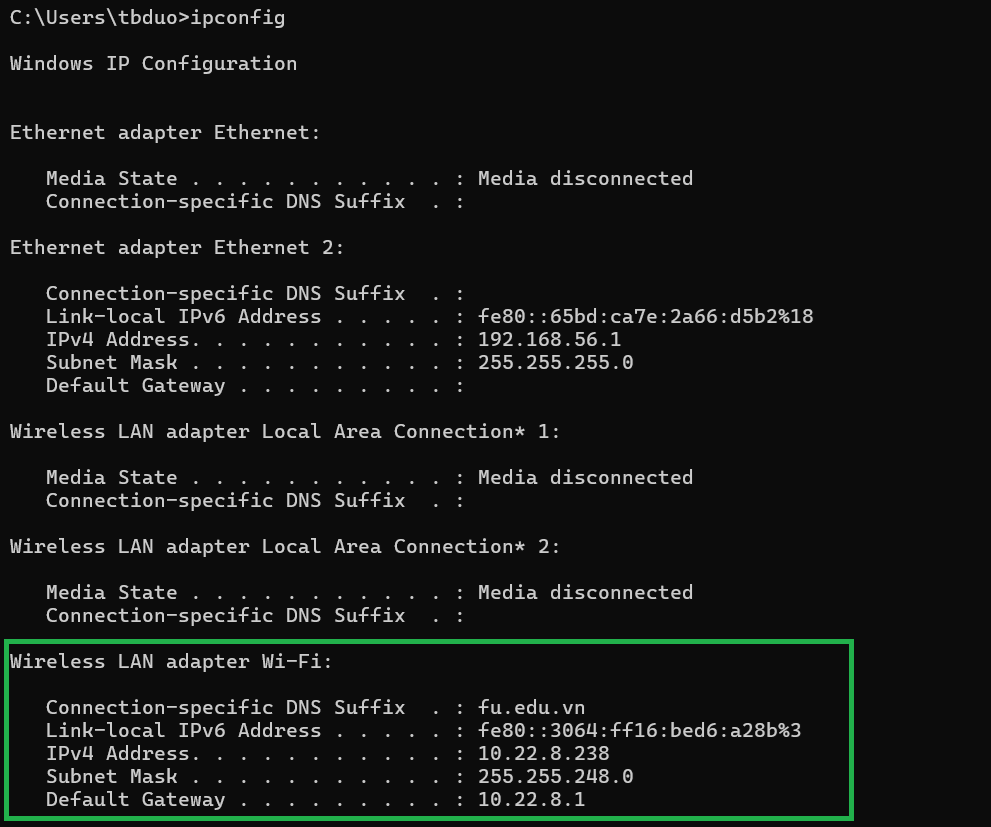 C:\Users\tbduo>ipconfig
Windows IP Configuration
Ethernet adapter Ethernet:
   Media State . . . . . . . . . . . : Media disconnected
   Connection-specific DNS Suffix  . :
Ethernet adapter Ethernet 2:
   Connection-specific DNS Suffix  . :
   Link-local IPv6 Address . . . . . : fe80::65bd:ca7e:2a66:d5b2%18
   IPv4 Address. . . . . . . . . . . : 192.168.56.1
   Subnet Mask . . . . . . . . . . . : 255.255.255.0
   Default Gateway . . . . . . . . . :
Wireless LAN adapter Local Area Connection* 1:
   Media State . . . . . . . . . . . : Media disconnected
   Connection-specific DNS Suffix  . :
Wireless LAN adapter Local Area Connection* 2:
   Media State . . . . . . . . . . . : Media disconnected
   Connection-specific DNS Suffix  . :
Wireless LAN adapter Wi-Fi:
   Connection-specific DNS Suffix  . : fu.edu.vn
   Link-local IPv6 Address . . . . . : fe80::3064:ff16:bed6:a28b%3
   IPv4 Address. . . . . . . . . . . : 10.22.8.238
   Subnet Mask . . . . . . . . . . . : 255.255.248.0
   Default Gateway . . . . . . . . . : 10.22.8.1